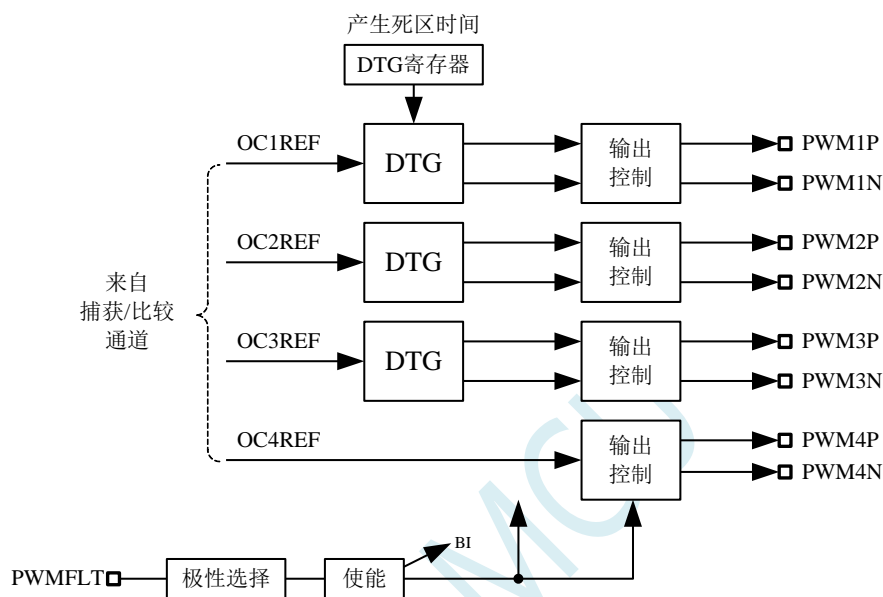 产生死区时间
DTG寄存器
OC1REF
DTG
输出
控制
PWM1P
PWM1N
OC2REF
DTG
输出
控制
PWM2P
PWM2N
来自
捕获/比较
通道
OC3REF
DTG
输出
控制
PWM3P
PWM3N
OC4REF
输出
控制
PWM4P
PWM4N
BI
PWMFLT
极性选择
使能
MCU